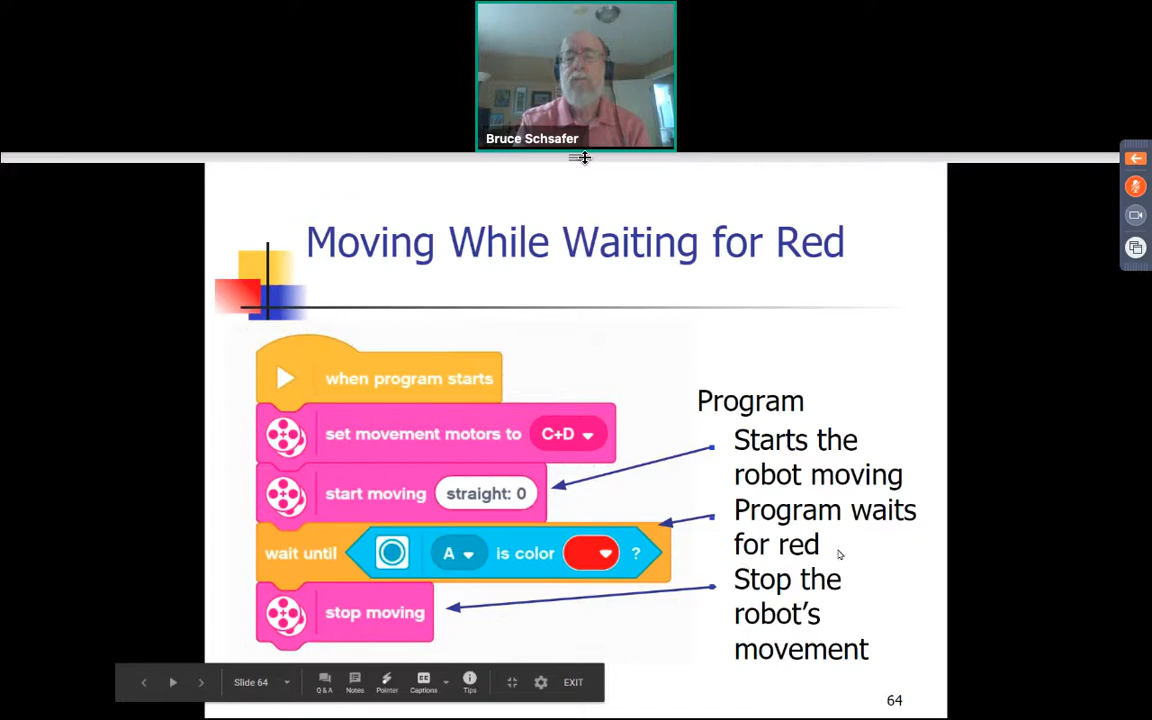 Bruce Schsafer
Moving While Waiting for Red
when program starts
set movement motors to C+D
start moving straight: 0
wait until A is color ?
stop moving
Program
Starts the
robot moving
Program waits
for red
Stop the
robot's
movement
Slide 64
Q & A
Notes
Pointer
CC
Captions
Tips
EXIT
64